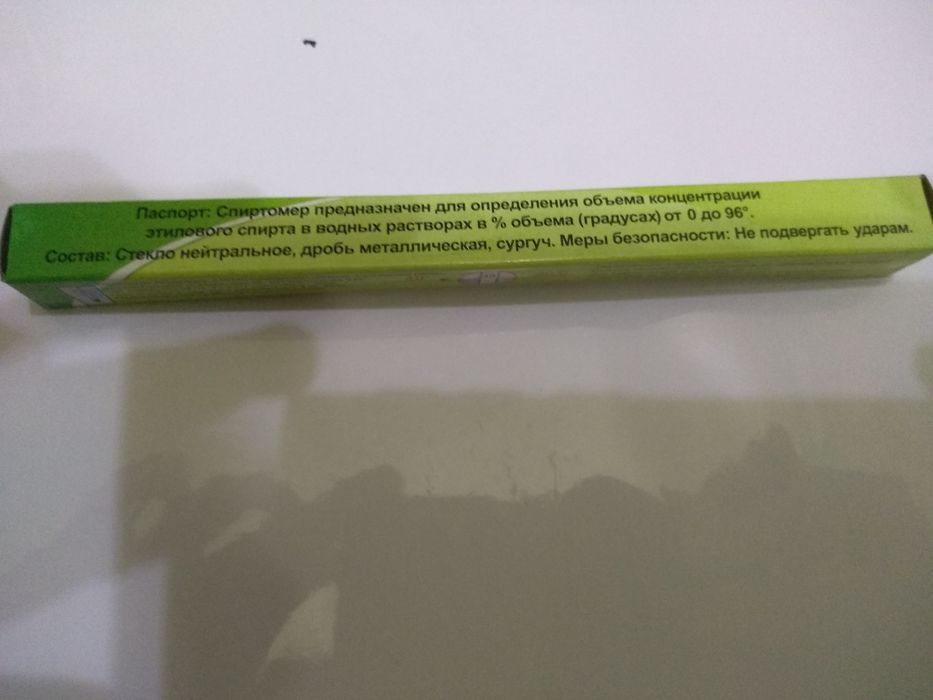 Паспорт: Спиртомер предназначен для определения объема концентрации
этилового спирта в водных растворах в % объема (градусах) от 0 до 96°.
Состав: Стекло нейтральное, дробь металлическая, сургуч. Меры безопасности: Не подвергать ударам.